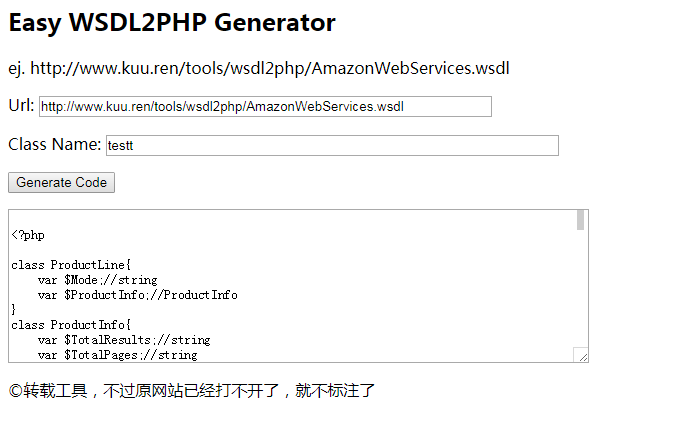 Easy WSDL2PHP Generator
ej. http://www.kuu.ren/tools/wsdl2php/AmazonWebServices.wsdl
Url: http://www.kuu.ren/tools/wsdl2php/AmazonWebServices.wsdl
Class Name: testt
Generate Code
<?php
class ProductLine{
    var $Mode;//string
    var $ProductInfo;//ProductInfo
}
class ProductInfo{
    var $TotalResults;//string
    var $TotalPages;//string
©转载工具，不过原网站已经打不开了，就不标注了